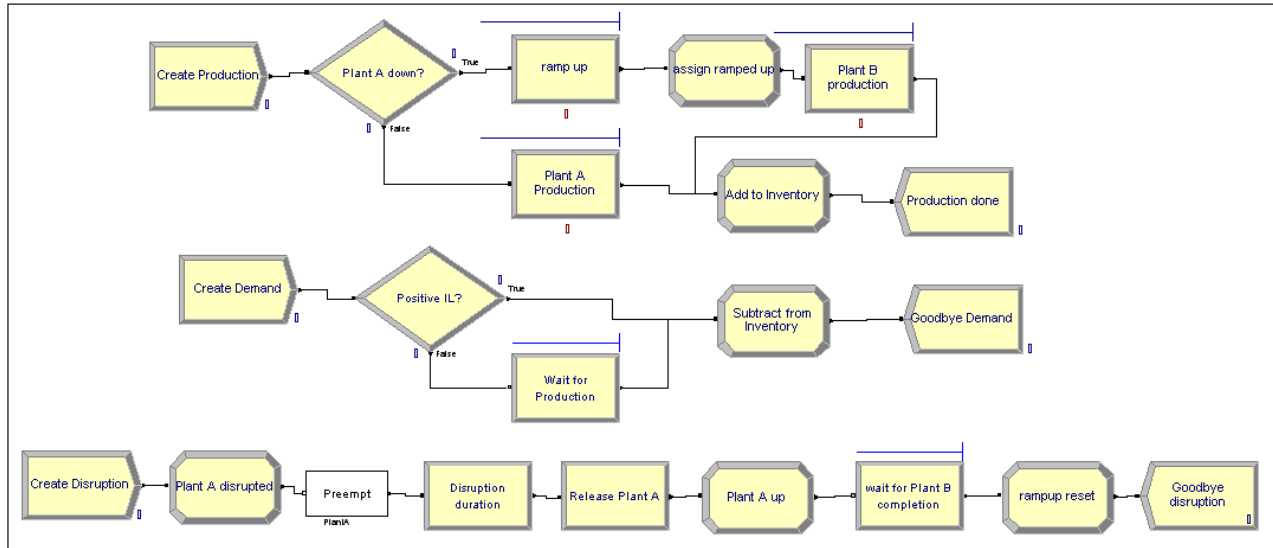 Create Production
Plant A down?
True
False
ramp up
assign ramped up
Plant B
production
Plant A
Production
Add to Inventory
Production done
Create Demand
Positive IL?
True
False
Wait for
Production
Subtract from
Inventory
Goodbye Demand
Create Disruption
Plant A disrupted
Preempt
PlantA
Disruption
duration
Release Plant A
Plant A up
wait for Plant B
completion
rampup reset
Goodbye
disruption